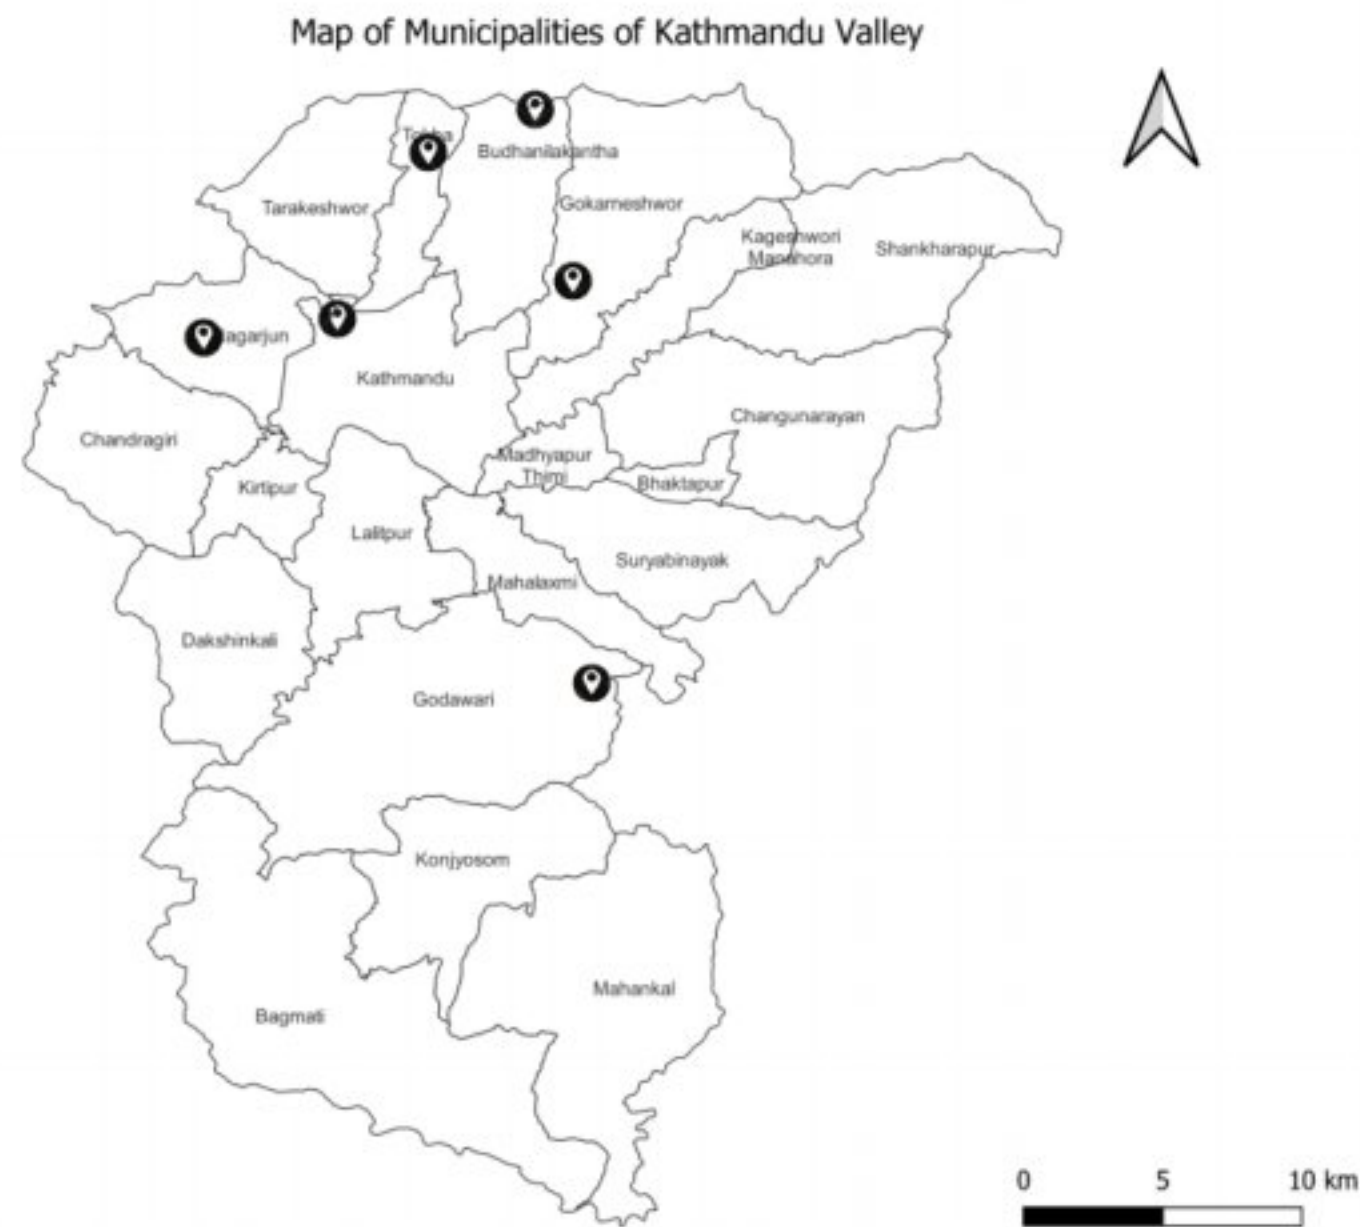 Map of Municipalities of Kathmandu Valley
Budhanilakantha
Tarakeshwor
Gokarneshwor
Kageshwori
Manahora
Shankharapur
Kathmandu
Changunarayan
Chandragiri
Madhyapur
Thimi
Bhaktapur
Kirtipur
Lalitpur
Suryabinayak
Mahalaxmi
Dakshinkali
Godawari
Konjyosom
Mahankal
Bagmati
0 5 10 km